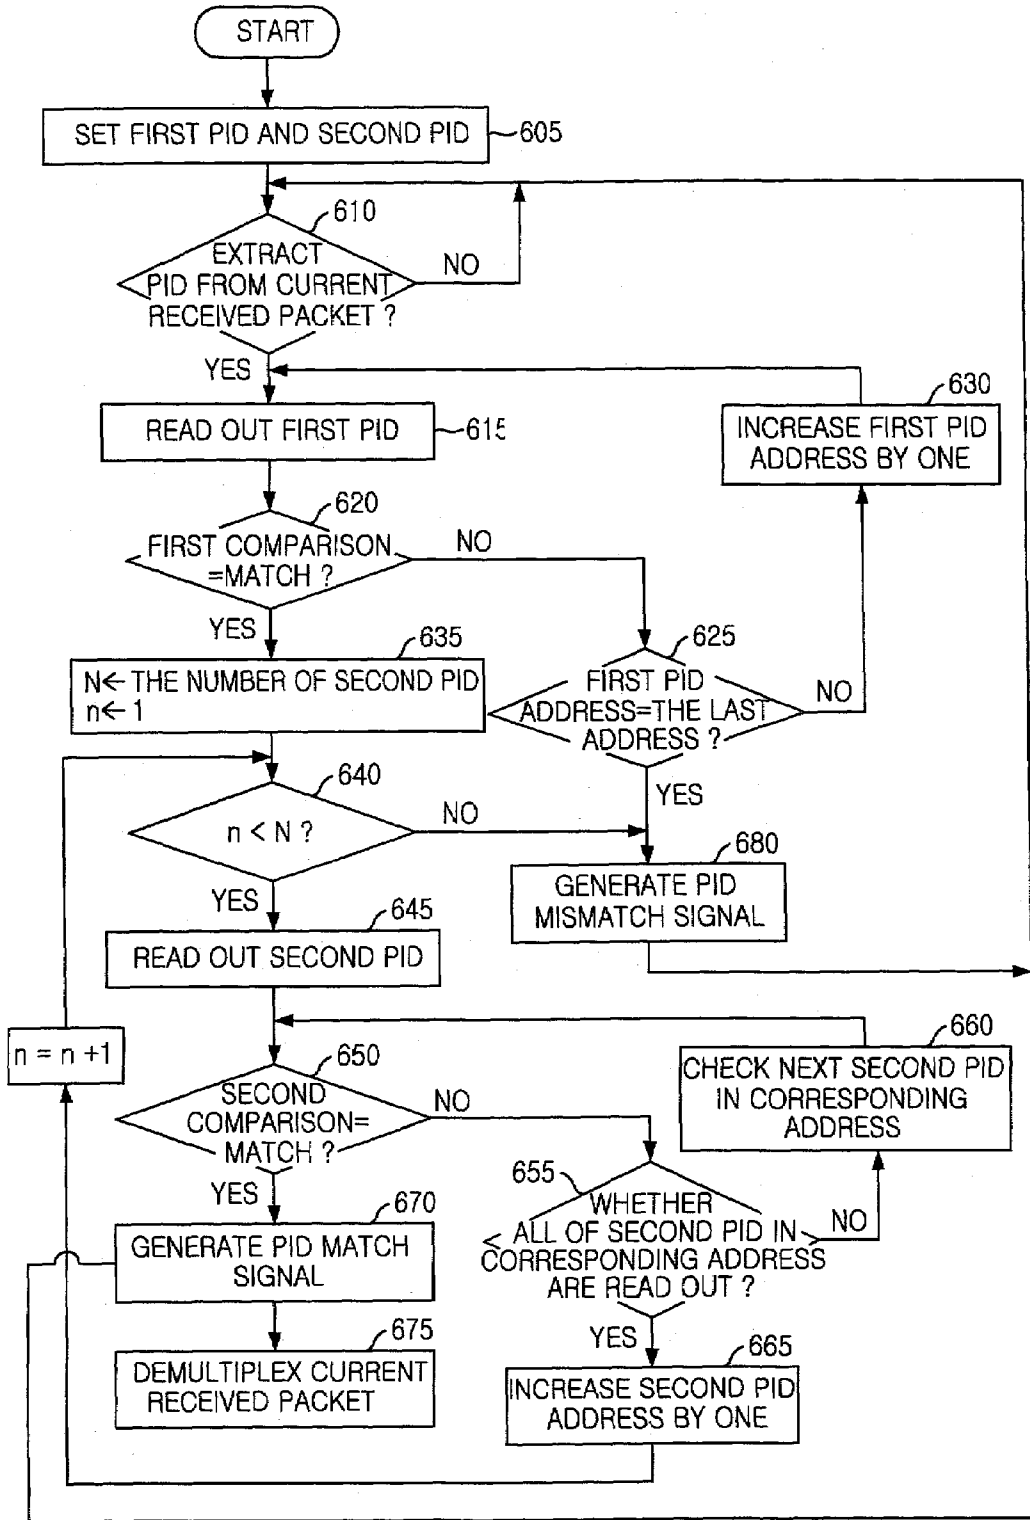 START
SET FIRST PID AND SECOND PID
605
610
EXTRACT
PID FROM CURRENT
RECEIVED PACKET ?
NO
YES
READ OUT FIRST PID
615
630
INCREASE FIRST PID
ADDRESS BY ONE
620
FIRST COMPARISON
=MATCH ?
NO
YES
625
FIRST PID
ADDRESS=THE LAST
ADDRESS ?
NO
YES
635
N← THE NUMBER OF SECOND PID
n←1
640
n < N ?
NO
YES
680
GENERATE PID
MISMATCH SIGNAL
645
READ OUT SECOND PID
n = n +1
650
SECOND
COMPARISON=
MATCH ?
NO
YES
660
CHECK NEXT SECOND PID
IN CORRESPONDING
ADDRESS
655
WHETHER
ALL OF SECOND PID IN
CORRESPONDING ADDRESS
ARE READ OUT ?
NO
YES
670
GENERATE PID MATCH
SIGNAL
675
DEMULTIPLEX CURRENT
RECEIVED PACKET
665
INCREASE SECOND PID
ADDRESS BY ONE